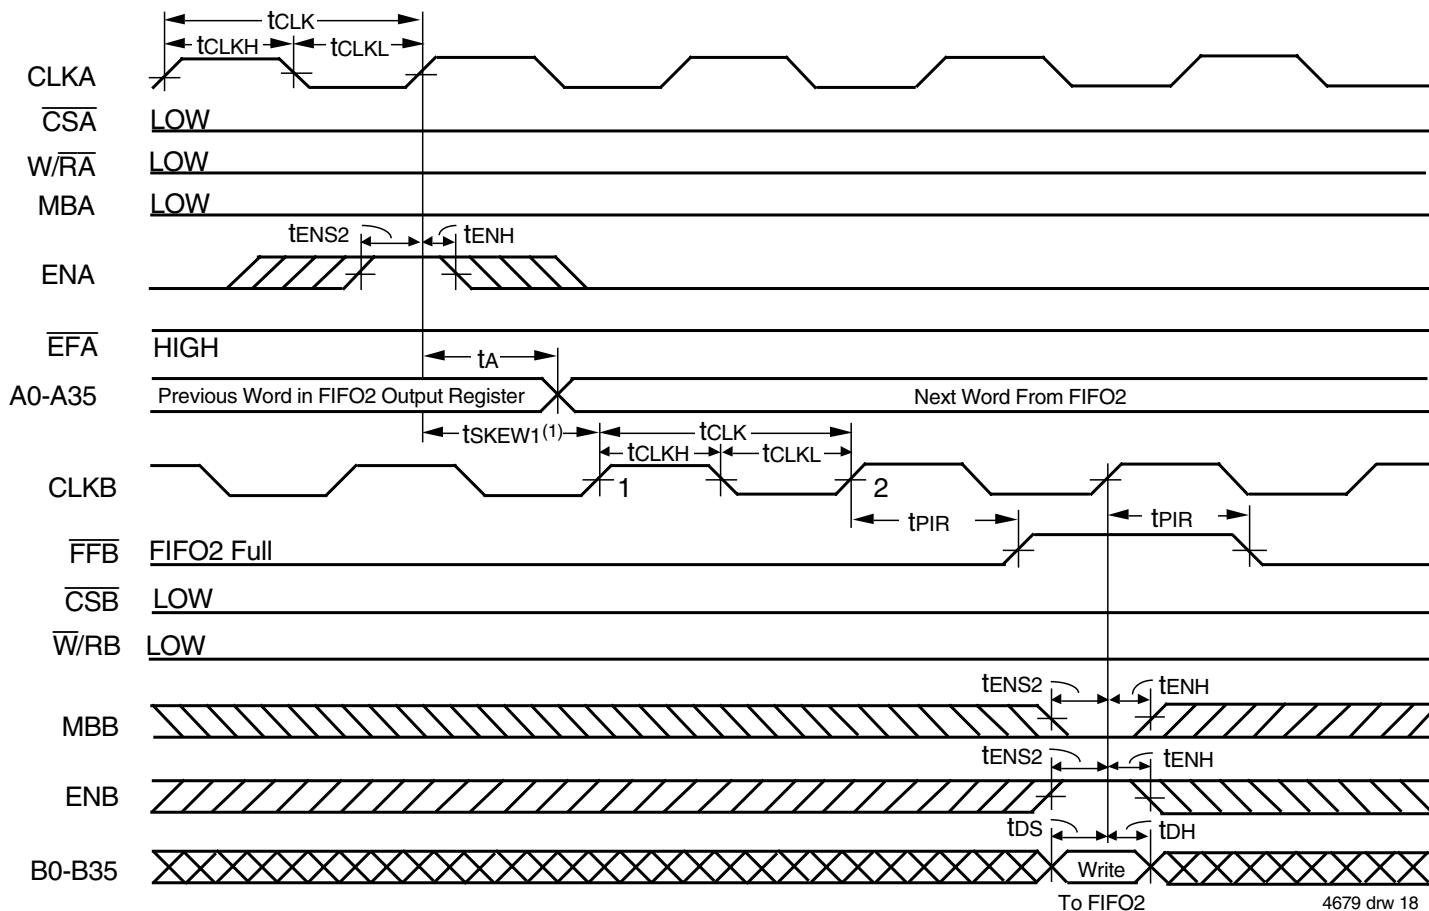 tCLK
tCLKH tCLKL
CLKA
CSA LOW
W/RA LOW
MBA LOW
tENS2 tENH
ENA
EFA HIGH
tA
A0-A35 Previous Word in FIFO2 Output Register Next Word From FIFO2
tSKEW1(1) tCLK
tCLKH tCLKL
CLKB 1 2
tPIR tPIR
FFB FIFO2 Full
CSB LOW
W/RB LOW
tENS2 tENH
MBB
tENS2 tENH
ENB
tDS tDH
B0-B35 Write
To FIFO2 4679 drw 18